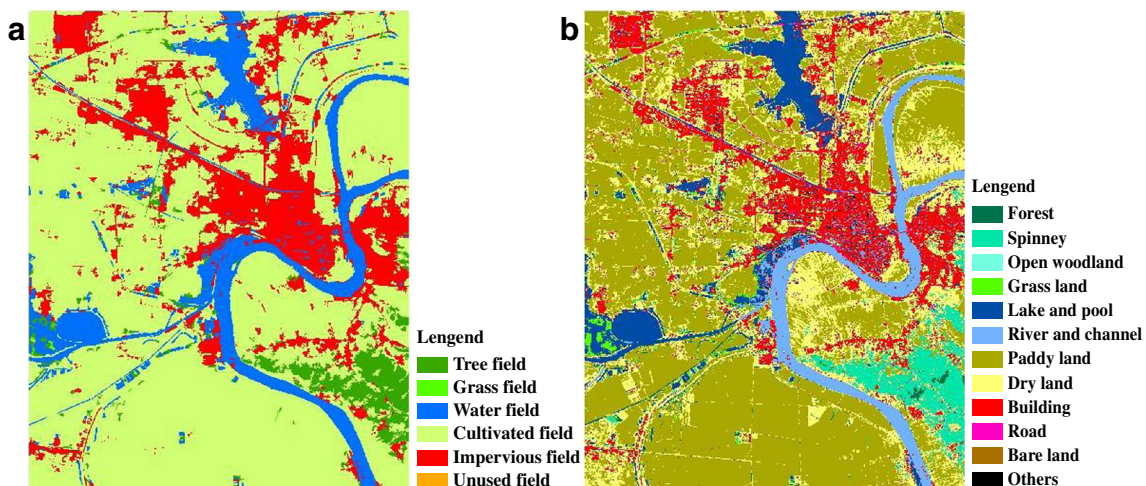 a
Lengend
Tree field
Grass field
Water field
Cultivated field
Impervious field
Unused field
b
Lengend
Forest
Spinney
Open woodland
Grass land
Lake and pool
River and channel
Paddy land
Dry land
Building
Road
Bare land
Others